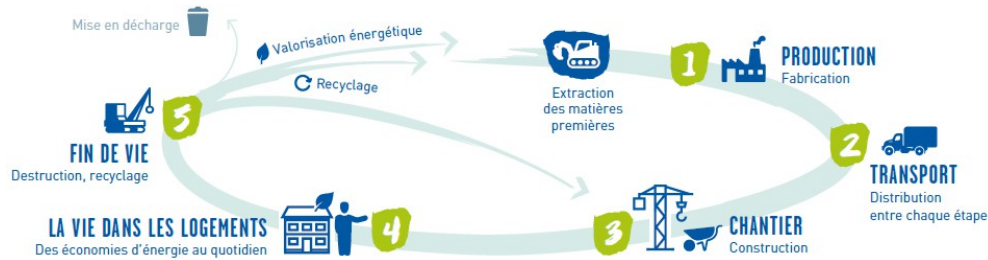 Mise en décharge
Valorisation énergétique
Recyclage
Extraction
des matières
premières
1
PRODUCTION
Fabrication
2
TRANSPORT
Distribution
entre chaque étape
3
CHANTIER
Construction
4
LA VIE DANS LES LOGEMENTS
Des économies d'énergie au quotidien
5
FIN DE VIE
Destruction, recyclage